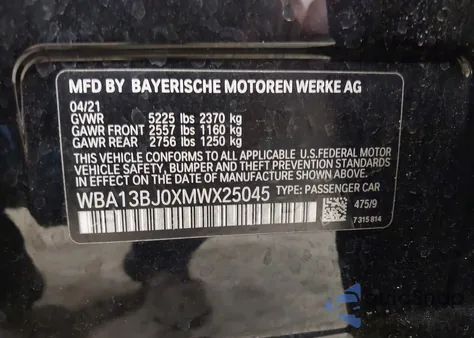 MFD BY BAYERISCHE MOTOREN WERKE AG
04/21
GVWR 5225 lbs 2370 kg
GAWR FRONT 2557 lbs 1160 kg
GAWR REAR 2756 lbs 1250 kg
THIS VEHICLE CONFORMS TO ALL APPLICABLE U.S.FEDERAL MOTOR
VEHICLE SAFETY, BUMPER AND THEFT PREVENTION STANDARDS
IN EFFECT ON THE DATE OF MANUFACTURE SHOWN ABOVE.
WBA13BJ0XMWX25045 TYPE: PASSENGER CAR
475/9
7 315 814